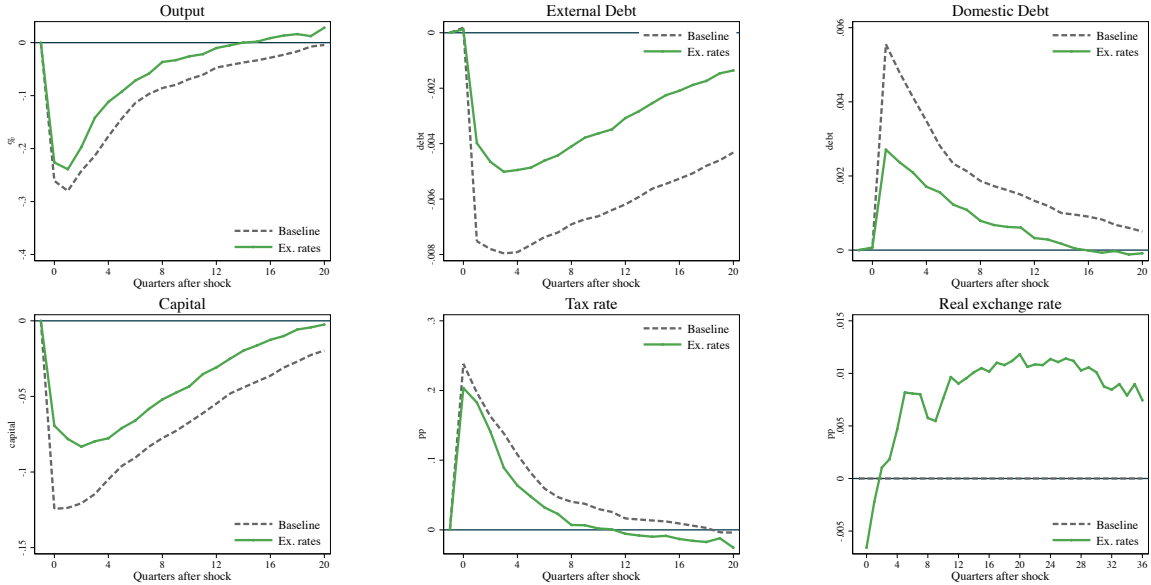 Output
0
-.1
-.2
-.3
-.4
%
Baseline
Ex. rates
0 4 8 12 16 20
Quarters after shock
External Debt
0
-.002
-.004
-.006
-.008
debt
Baseline
Ex. rates
0 4 8 12 16 20
Quarters after shock
Domestic Debt
.006
.004
.002
0
debt
Baseline
Ex. rates
0 4 8 12 16 20
Quarters after shock
Capital
0
-.05
-.1
-.15
capital
Baseline
Ex. rates
0 4 8 12 16 20
Quarters after shock
Tax rate
.3
.2
.1
0
pp
Baseline
Ex. rates
0 4 8 12 16 20
Quarters after shock
Real exchange rate
.015
.01
.005
0
-.005
pp
Baseline
Ex. rates
0 4 8 12 16 20 24 28 32 36
Quarters after shock